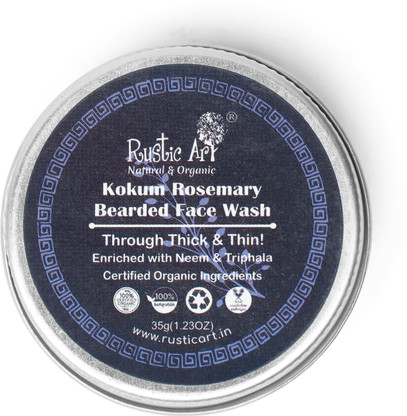 Rustic Art ®
Natural & Organic
Kokum Rosemary
Bearded Face Wash
Through Thick & Thin!
Enriched with Neem & Triphala
Certified Organic Ingredients
100%
35g(1.23OZ)
www.rusticart.in